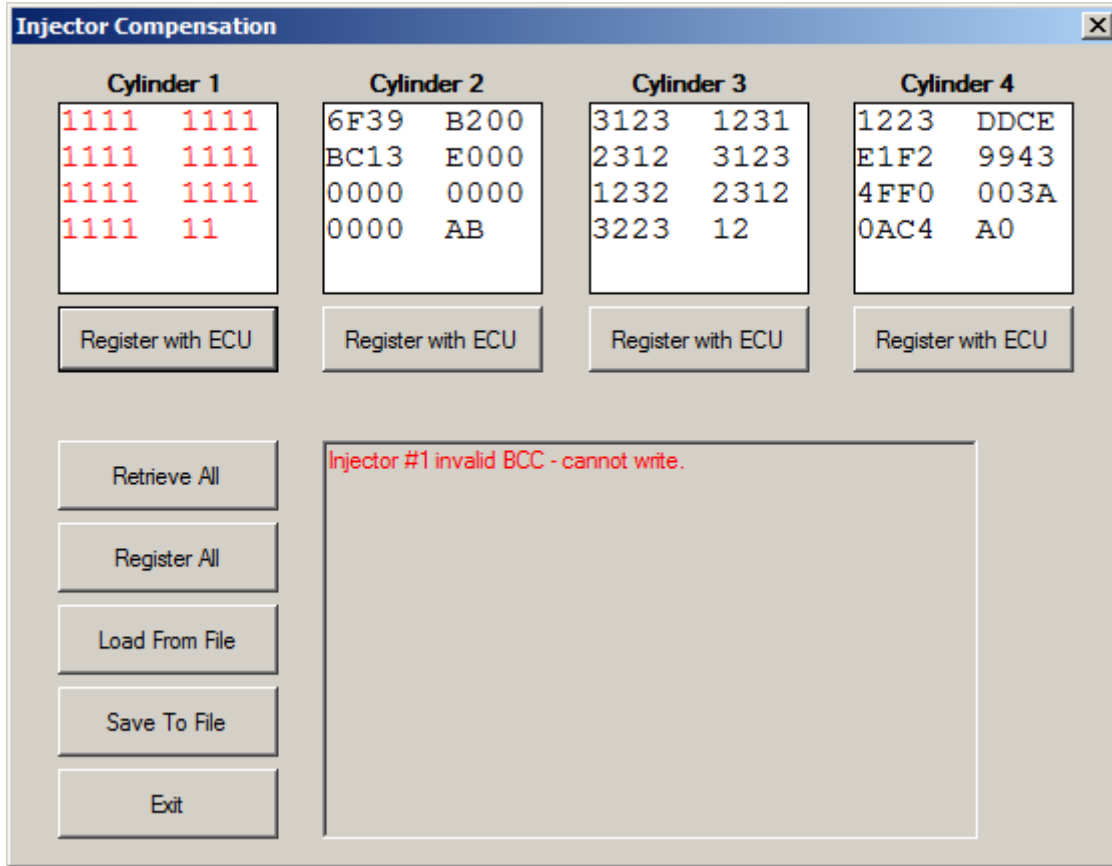 Injector Compensation
Cylinder 1 Cylinder 2 Cylinder 3 Cylinder 4
1111 1111 6F39 B200 3123 1231 1223 DDCE
1111 1111 BC13 E000 2312 3123 E1F2 9943
1111 1111 0000 0000 1232 2312 4FF0 003A
1111 11 0000 AB 3223 12 0AC4 A0
Register with ECU Register with ECU Register with ECU Register with ECU
Retrieve All
Injector #1 invalid BCC - cannot write.
Register All
Load From File
Save To File
Exit